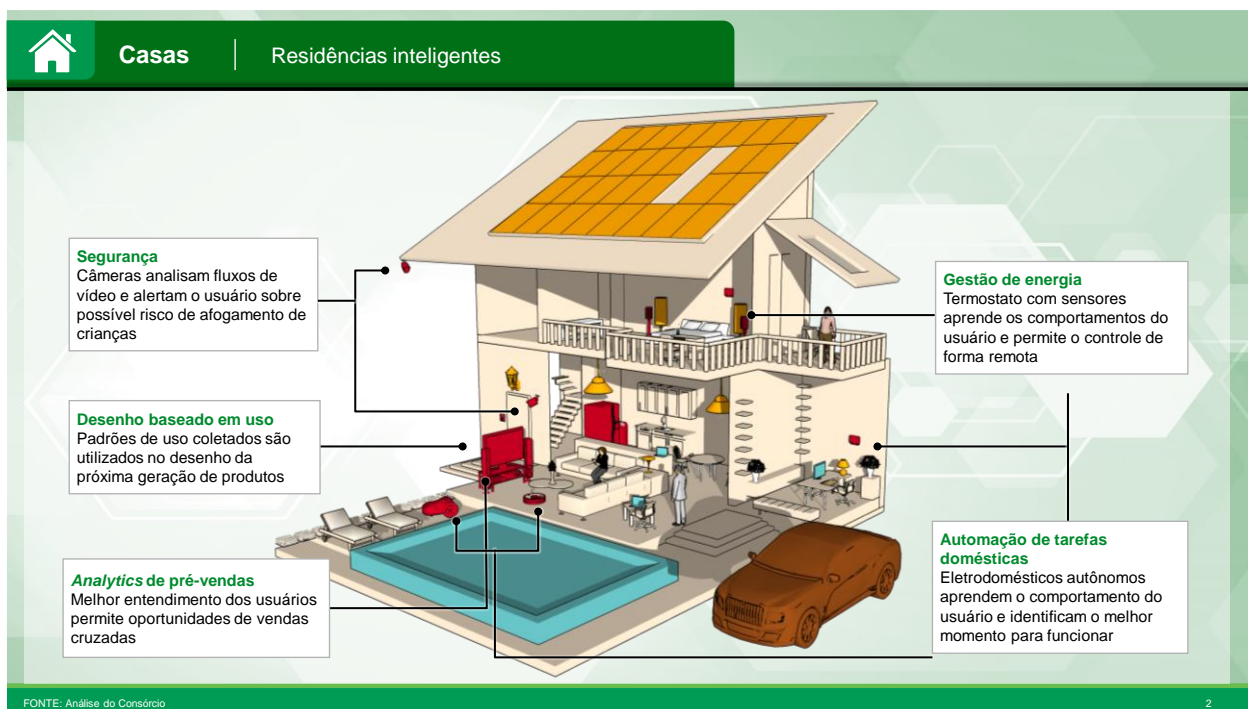 Casas
Residências inteligentes
Segurança
Câmeras analisam fluxos de
vídeo e alertam o usuário sobre
possível risco de afogamento de
crianças
Desenho baseado em uso
Padrões de uso coletados são
utilizados no desenho da
próxima geração de produtos
Analytics de pré-vendas
Melhor entendimento dos usuários
permite oportunidades de vendas
cruzadas
Gestão de energia
Termostato com sensores
aprende os comportamentos do
usuário e permite o controle de
forma remota
Automação de tarefas
domésticas
Eletrodomésticos autônomos
aprendem o comportamento do
usuário e identificam o melhor
momento para funcionar
FONTE: Análise do Consórcio
2